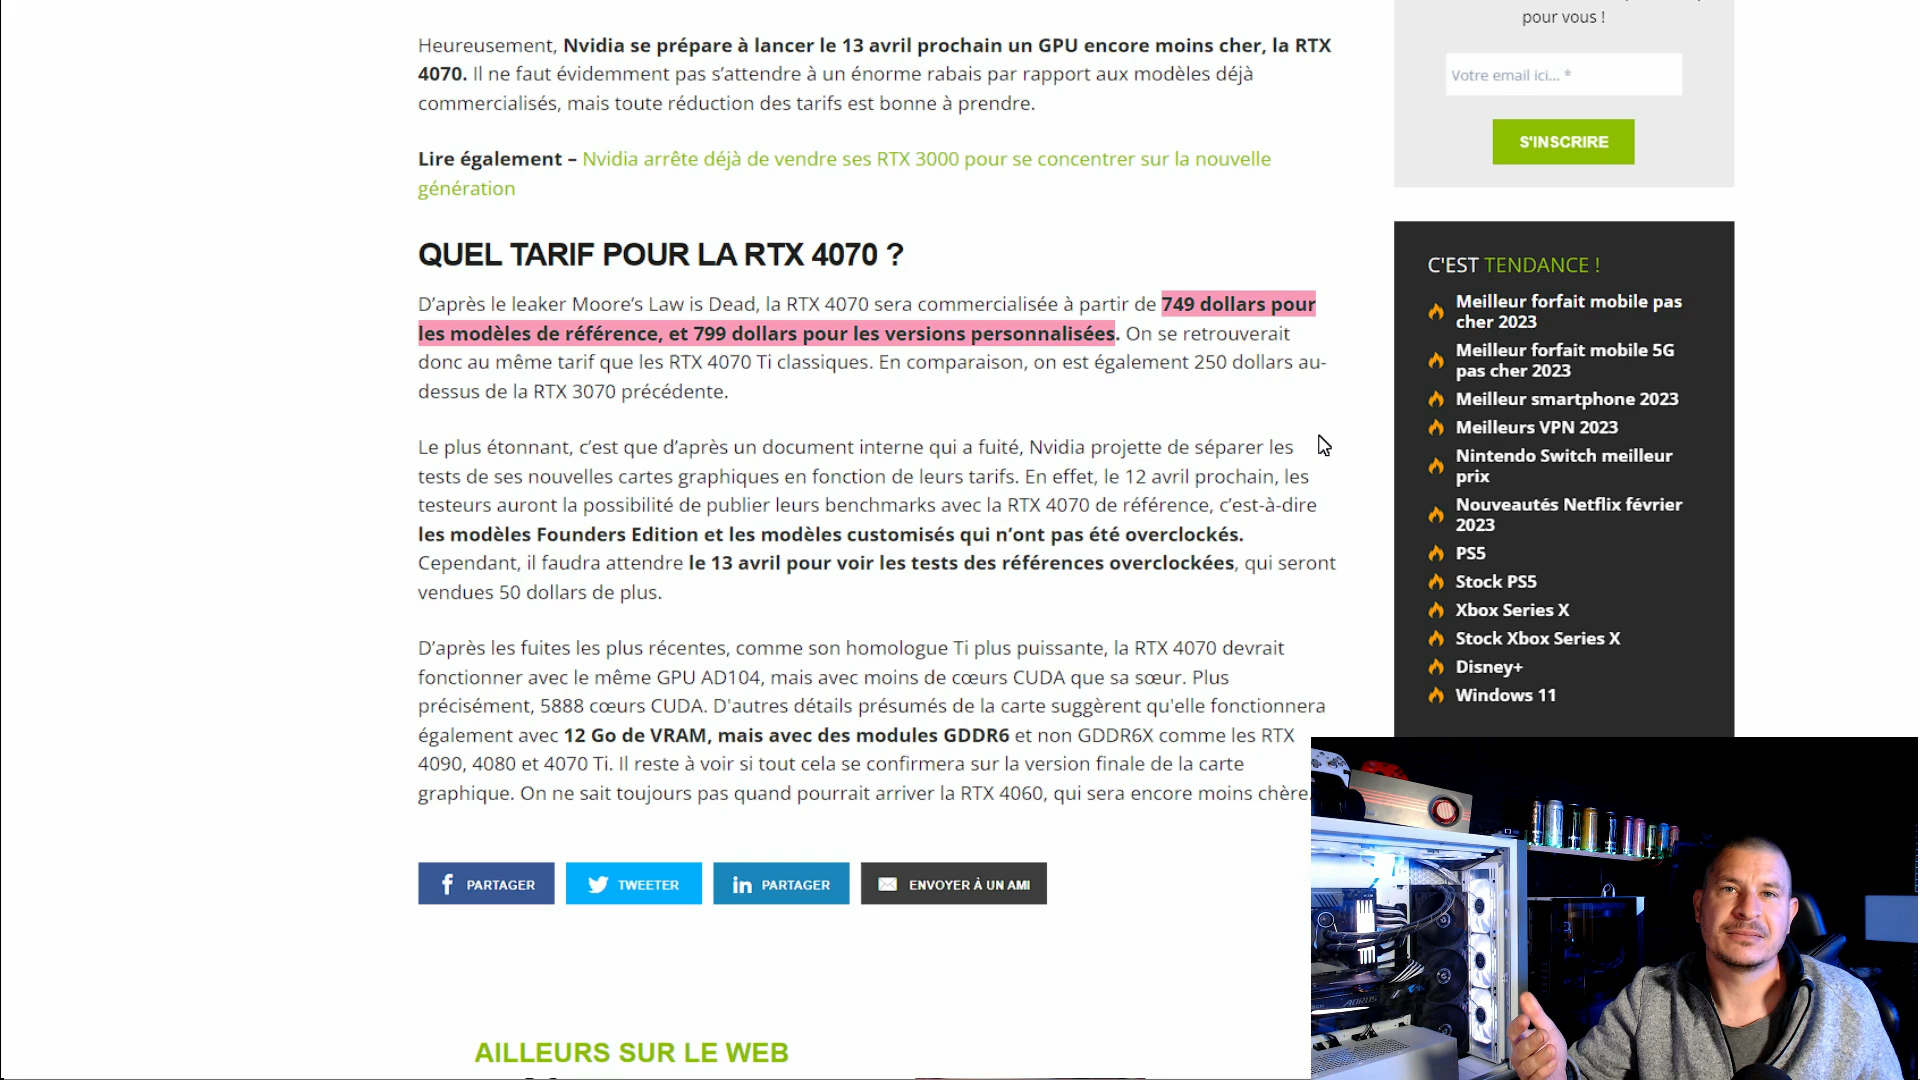 pour vous !
Heureusement, Nvidia se prépare à lancer le 13 avril prochain un GPU encore moins cher, la RTX
4070. Il ne faut évidemment pas s’attendre à un énorme rabais par rapport aux modèles déjà
commercialisés, mais toute réduction des tarifs est bonne à prendre.
Votre email ici... *
S'INSCRIRE
Lire également – Nvidia arrête déjà de vendre ses RTX 3000 pour se concentrer sur la nouvelle
génération
QUEL TARIF POUR LA RTX 4070 ?
D’après le leaker Moore’s Law is Dead, la RTX 4070 sera commercialisée à partir de 749 dollars pour
les modèles de référence, et 799 dollars pour les versions personnalisées. On se retrouverait
donc au même tarif que les RTX 4070 Ti classiques. En comparaison, on est également 250 dollars au-
dessus de la RTX 3070 précédente.
Le plus étonnant, c’est que d’après un document interne qui a fuité, Nvidia projette de séparer les
tests de ses nouvelles cartes graphiques en fonction de leurs tarifs. En effet, le 12 avril prochain, les
testeurs auront la possibilité de publier leurs benchmarks avec la RTX 4070 de référence, c’est-à-dire
les modèles Founders Edition et les modèles customisés qui n’ont pas été overclockés.
Cependant, il faudra attendre le 13 avril pour voir les tests des références overclockées, qui seront
vendues 50 dollars de plus.
D’après les fuites les plus récentes, comme son homologue Ti plus puissante, la RTX 4070 devrait
fonctionner avec le même GPU AD104, mais avec moins de cœurs CUDA que sa sœur. Plus
précisément, 5888 cœurs CUDA. D'autres détails présumés de la carte suggèrent qu'elle fonctionnera
également avec 12 Go de VRAM, mais avec des modules GDDR6 et non GDDR6X comme les RTX
4090, 4080 et 4070 Ti. Il reste à voir si tout cela se confirmera sur la version finale de la carte
graphique. On ne sait toujours pas quand pourrait arriver la RTX 4060, qui sera encore moins chère.
C'EST TENDANCE !
Meilleur forfait mobile pas
cher 2023
Meilleur forfait mobile 5G
pas cher 2023
Meilleur smartphone 2023
Meilleurs VPN 2023
Nintendo Switch meilleur
prix
Nouveautés Netflix février
2023
PS5
Stock PS5
Xbox Series X
Stock Xbox Series X
Disney+
Windows 11
PARTAGER
TWEETER
PARTAGER
ENVOYER À UN AMI
AORUS
AILLEURS SUR LE WEB